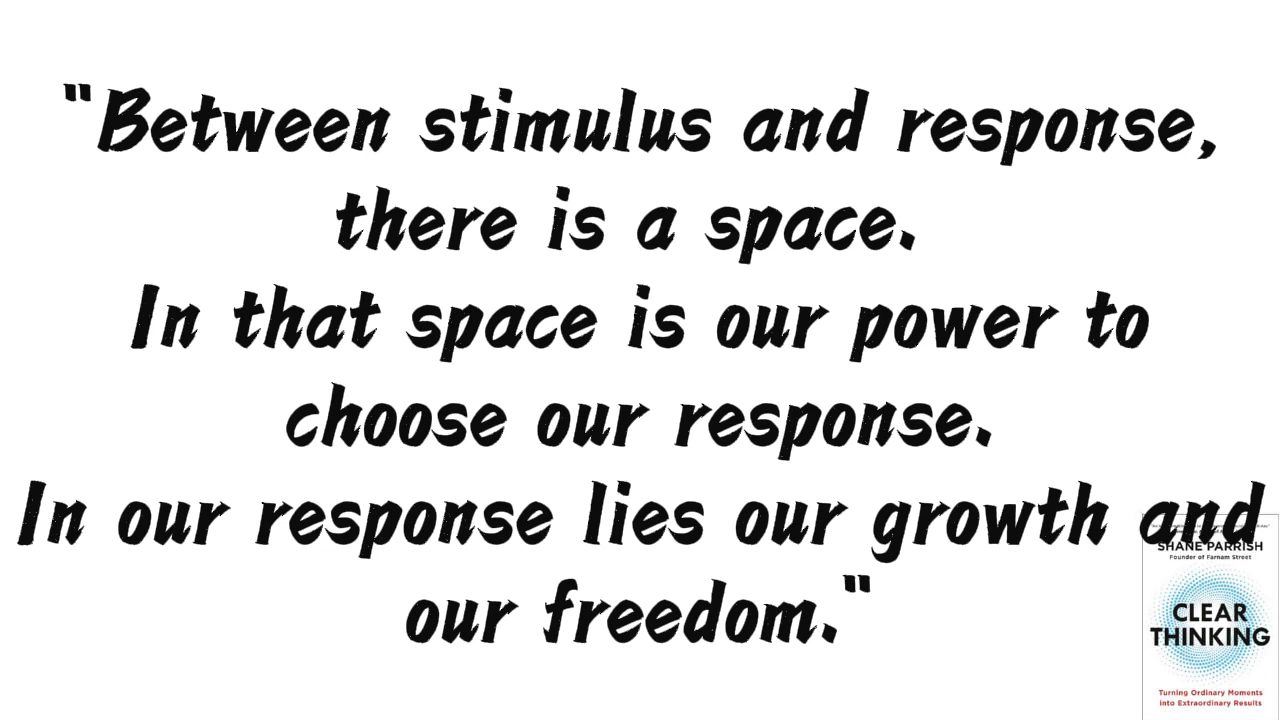 "Between stimulus and response,
there is a space.
In that space is our power to
choose our response.
In our response lies our growth and
our freedom."
SHANE PARRISH
Founder of Farnam Street
CLEAR
THINKING
Turning Ordinary Moments
into Extraordinary Results